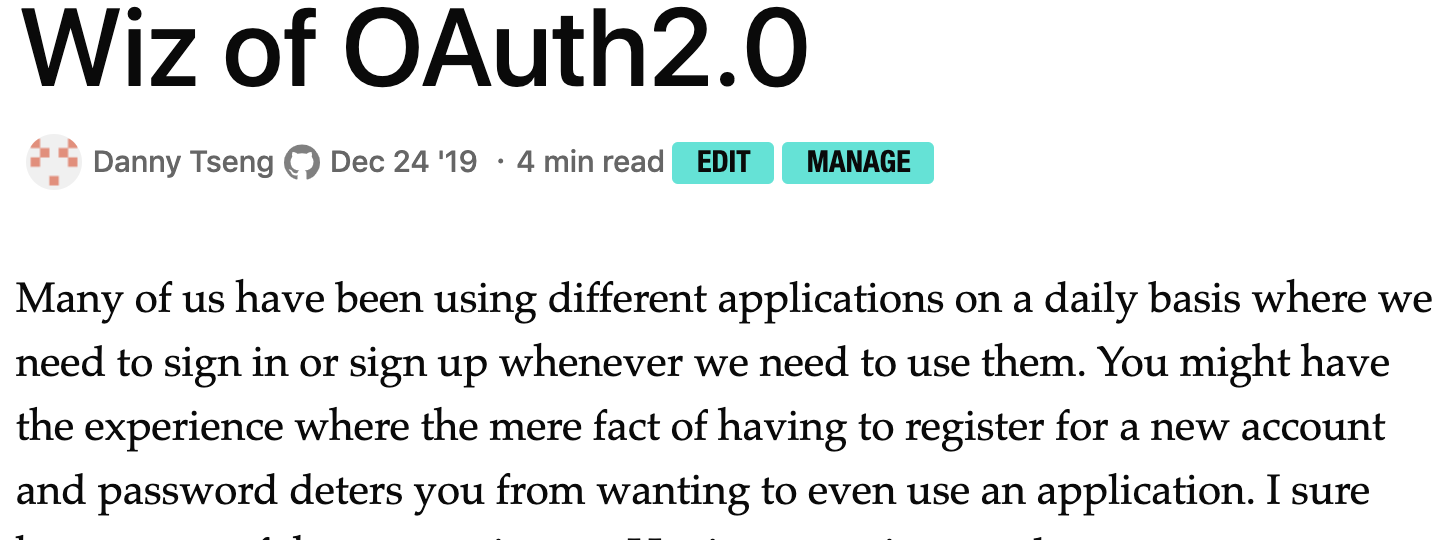 Wiz of OAuth2.0
Danny Tseng Dec 24 '19 · 4 min read EDIT MANAGE
Many of us have been using different applications on a daily basis where we
need to sign in or sign up whenever we need to use them. You might have
the experience where the mere fact of having to register for a new account
and password deters you from wanting to even use an application. I sure